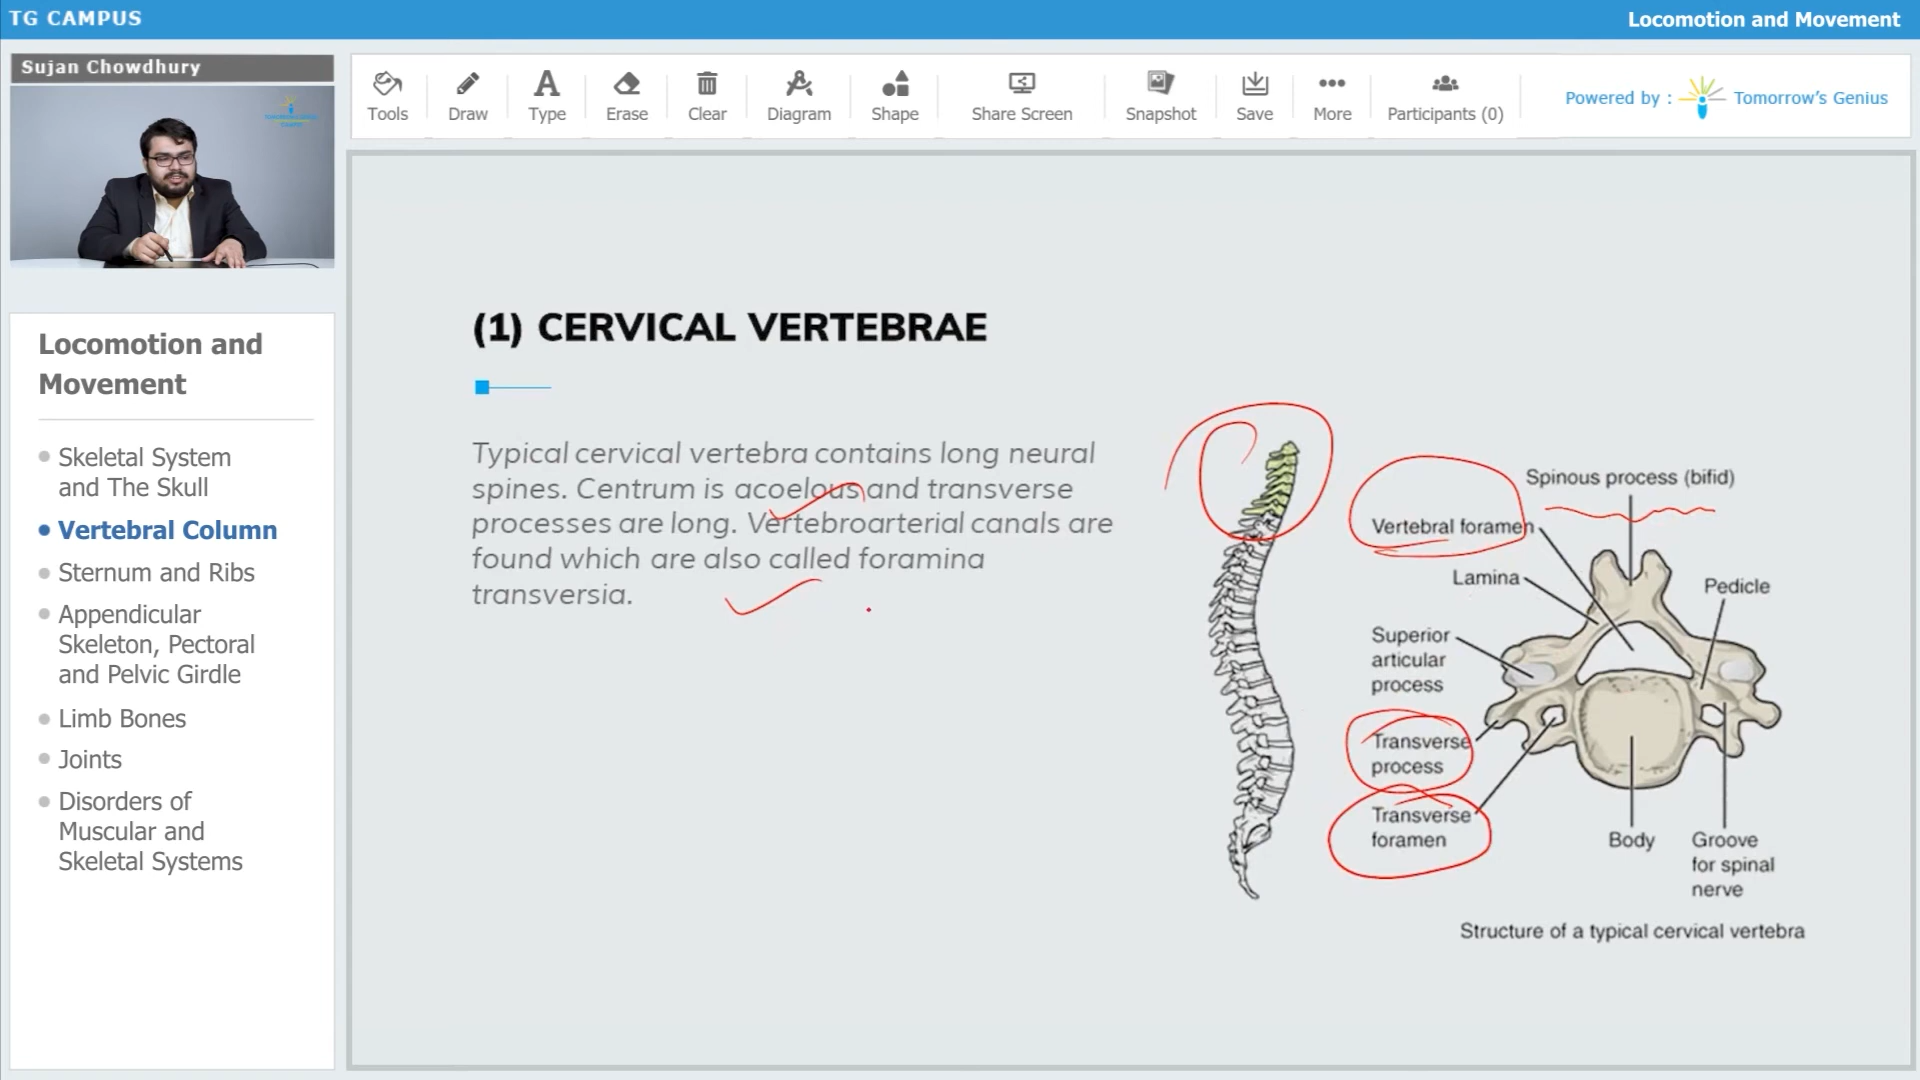 TG CAMPUS
Locomotion and Movement
Sujan Chowdhury
Tools
Draw
Type
Erase
Clear
Diagram
Shape
Share Screen
Snapshot
Save
More
Participants (0)
Powered by :
Tomorrow's Genius
Locomotion and
Movement
Skeletal System
and The Skull
Vertebral Column
Sternum and Ribs
Appendicular
Skeleton, Pectoral
and Pelvic Girdle
Limb Bones
Joints
Disorders of
Muscular and
Skeletal Systems
(1) CERVICAL VERTEBRAE
Typical cervical vertebra contains long neural
spines. Centrum is acoelous and transverse
processes are long. Vertebroarterial canals are
found which are also called foramina
transversia.
Spinous process (bifid)
Vertebral foramen
Lamina
Pedicle
Superior
articular
process
Transverse
process
Transverse
foramen
Body
Groove
for spinal
nerve
Structure of a typical cervical vertebra